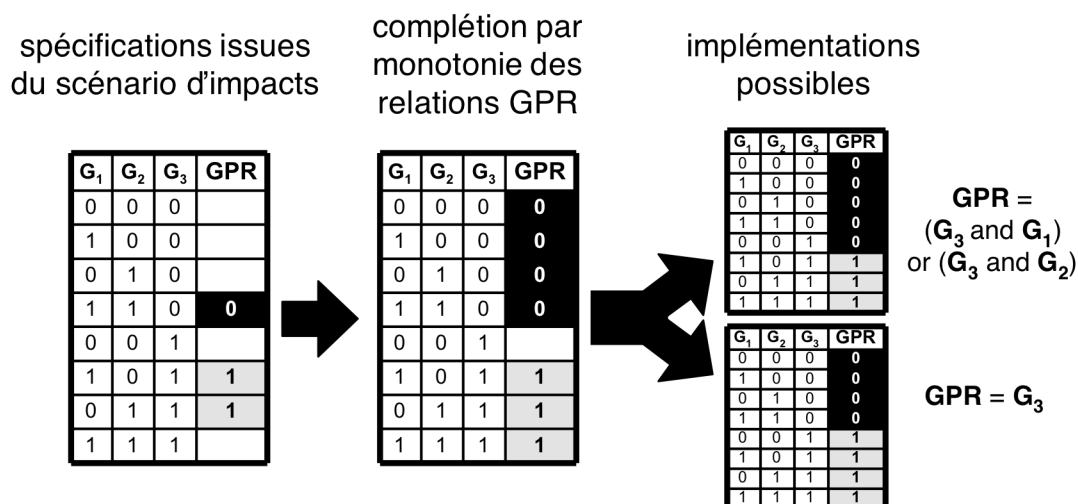 spécifications issues
du scénario d'impacts
complétion par
monotonie des
relations GPR
implémentations
possibles
G1 G2 G3 GPR
0 0 0
1 0 0
0 1 0
1 1 0 0
0 0 1
1 0 1 1
0 1 1 1
1 1 1
G1 G2 G3 GPR
0 0 0 0
1 0 0 0
0 1 0 0
1 1 0 0
0 0 1
1 0 1 1
0 1 1 1
1 1 1 1
G1 G2 G3 GPR
0 0 0 0
1 0 0 0
0 1 0 0
1 1 0 0
0 0 1 0
1 0 1 1
0 1 1 1
1 1 1 1
GPR =
(G3 and G1)
or (G3 and G2)
G1 G2 G3 GPR
0 0 0 0
1 0 0 0
0 1 0 0
1 1 0 0
0 0 1 1
1 0 1 1
0 1 1 1
1 1 1 1
GPR = G3